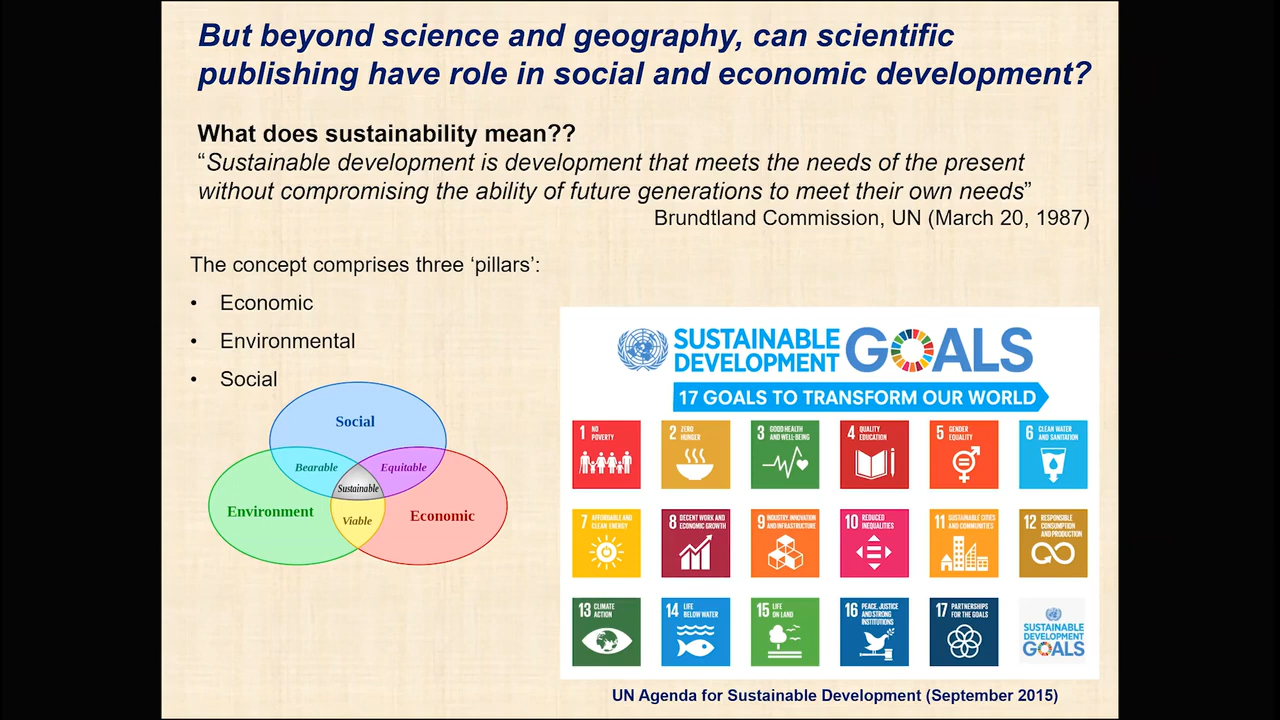 But beyond science and geography, can scientific
publishing have role in social and economic development?
What does sustainability mean??
“Sustainable development is development that meets the needs of the present
without compromising the ability of future generations to meet their own needs”
Brundtland Commission, UN (March 20, 1987)
The concept comprises three ‘pillars’:
• Economic
• Environmental
• Social
Social
Bearable
Equitable
Sustainable
Environment
Viable
Economic
SUSTAINABLE
DEVELOPMENT
GOALS
17 GOALS TO TRANSFORM OUR WORLD
1 NO
POVERTY
2 ZERO
HUNGER
3 GOOD HEALTH
AND WELL-BEING
4 QUALITY
EDUCATION
5 GENDER
EQUALITY
6 CLEAN WATER
AND SANITATION
7 AFFORDABLE AND
CLEAN ENERGY
8 DECENT WORK AND
ECONOMIC GROWTH
9 INDUSTRY, INNOVATION
AND INFRASTRUCTURE
10 REDUCED
INEQUALITIES
11 SUSTAINABLE CITIES
AND COMMUNITIES
12 RESPONSIBLE
CONSUMPTION
AND PRODUCTION
13 CLIMATE
ACTION
14 LIFE
BELOW WATER
15 LIFE
ON LAND
16 PEACE, JUSTICE
AND STRONG
INSTITUTIONS
17 PARTNERSHIPS
FOR THE GOALS
SUSTAINABLE
DEVELOPMENT
GOALS
UN Agenda for Sustainable Development (September 2015)